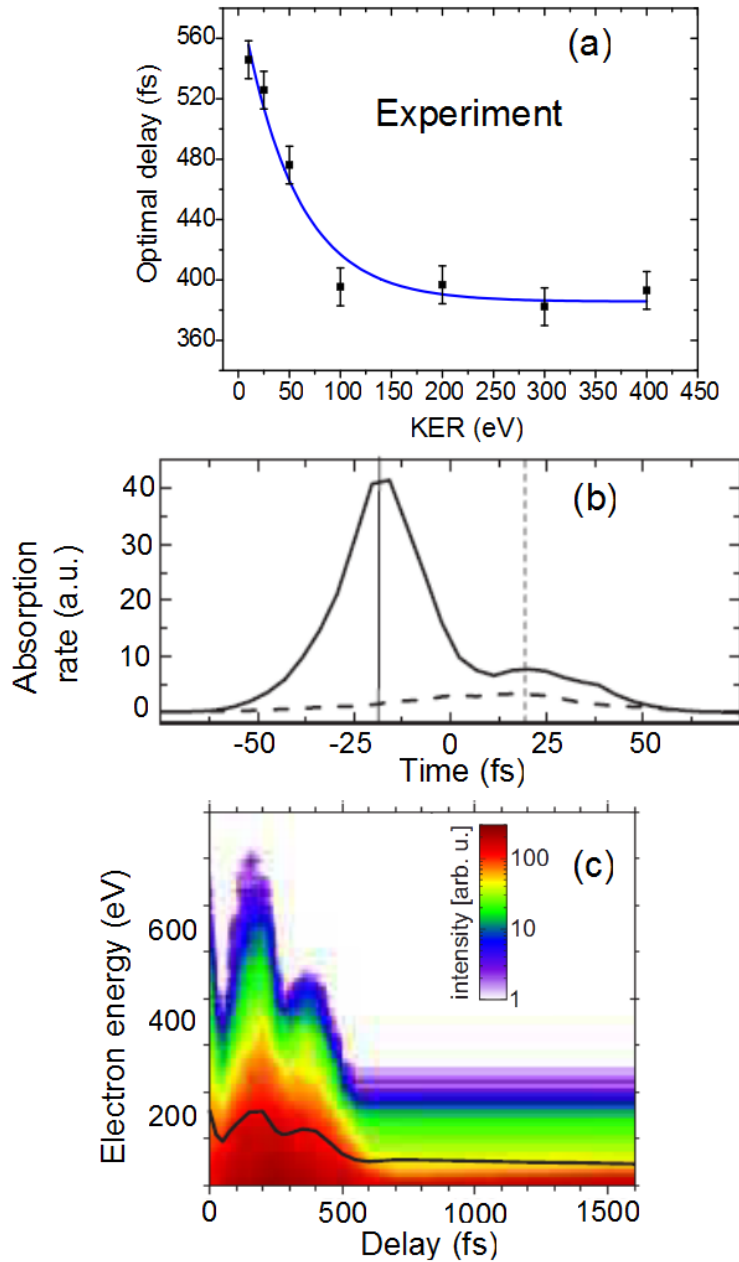 (a)
Experiment
Optimal delay (fs)
560
520
480
440
400
360
0 50 100 150 200 250 300 350 400 450
KER (eV)
(b)
Absorption
rate (a.u.)
40
30
20
10
0
-50 -25 0 25 50
Time (fs)
(c)
intensity [arb. u.]
100
10
1
Electron energy (eV)
600
400
200
0 500 1000 1500
Delay (fs)